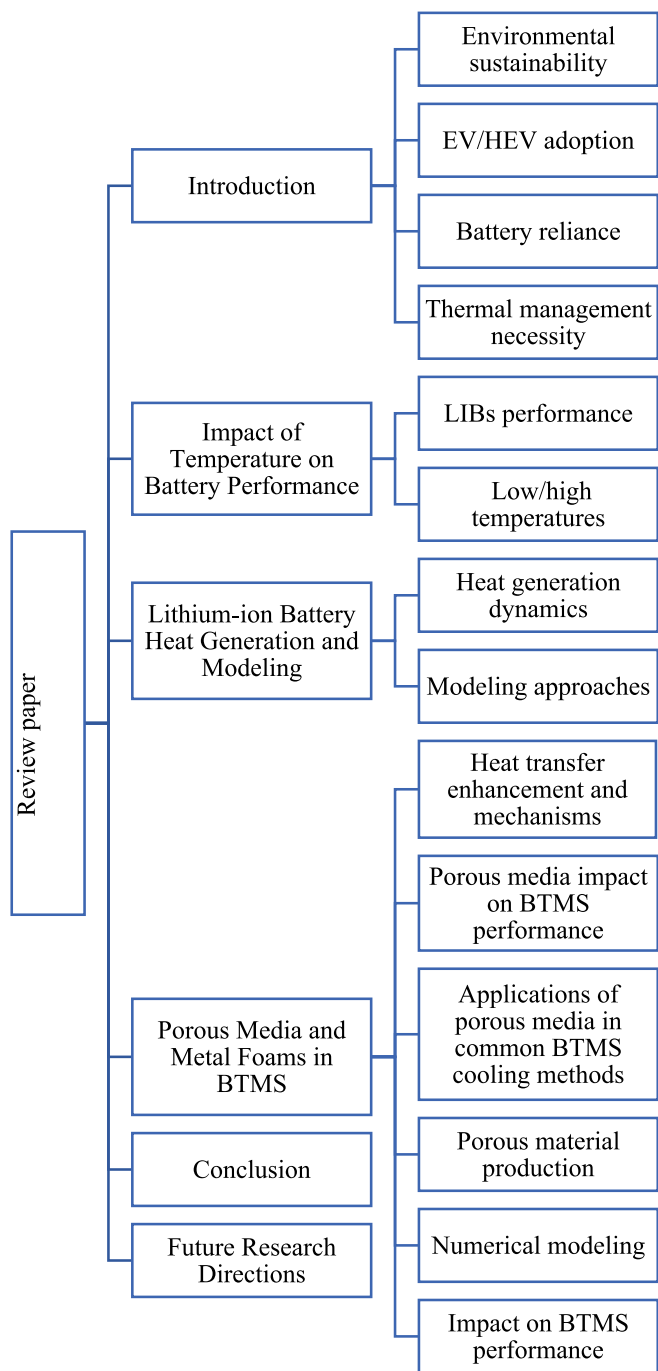 Review paper
Introduction
Environmental
sustainability
EV/HEV adoption
Battery reliance
Thermal management
necessity
Impact of
Temperature on
Battery Performance
LIBs performance
Low/high
temperatures
Lithium-ion Battery
Heat Generation and
Modeling
Heat generation
dynamics
Modeling approaches
Porous Media and
Metal Foams in
BTMS
Heat transfer
enhancement and
mechanisms
Porous media impact
on BTMS
performance
Applications of
porous media in
common BTMS
cooling methods
Porous material
production
Numerical modeling
Impact on BTMS
performance
Conclusion
Future Research
Directions